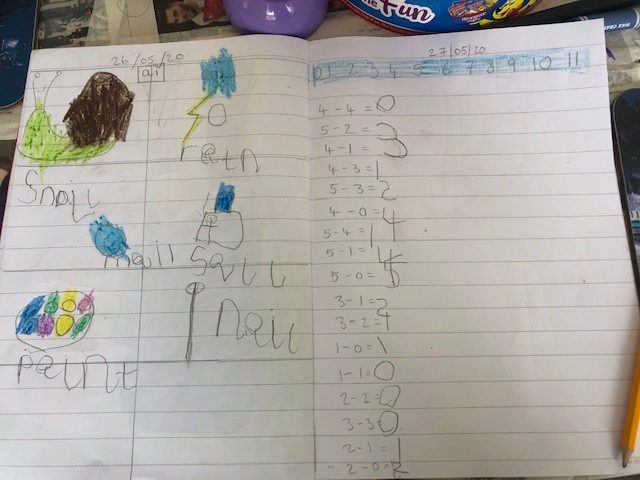 the Fun
26/05/20
ai
Snail
rain
mail
Sail
paint
Nail
27/05/20
0 1 2 3 4 5 6 7 8 9 10 11
4 - 4 = 0
5 - 2 = 3
4 - 1 = 3
4 - 3 = 1
5 - 3 = 2
4 - 0 = 4
5 - 4 = 1
5 - 1 = 4
5 - 0 = 5
3 - 1 = 2
3 - 2 = 1
1 - 0 = 1
1 - 1 = 0
2 - 2 = 0
3 - 3 = 0
2 - 1 = 1
2 - 0 = 2